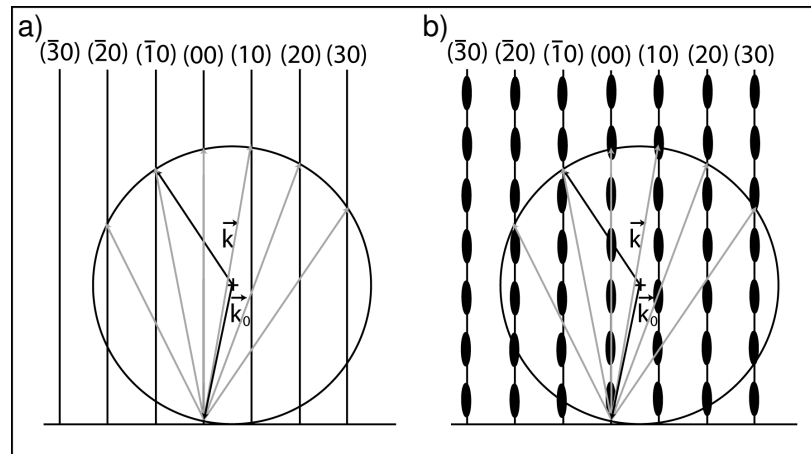 a)
(3̅0) (2̅0) (1̅0) (00) (10) (20) (30)
k⃗
k⃗₀
b)
(3̅0) (2̅0) (1̅0) (00) (10) (20) (30)
k⃗
k⃗₀